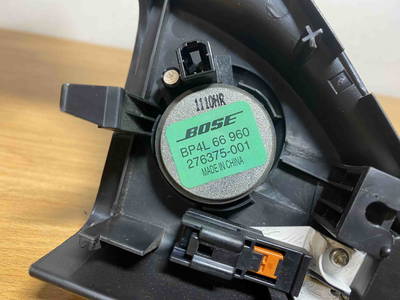 1110HR
BOSE
BP4L 66 960
276375-001
MADE IN CHINA